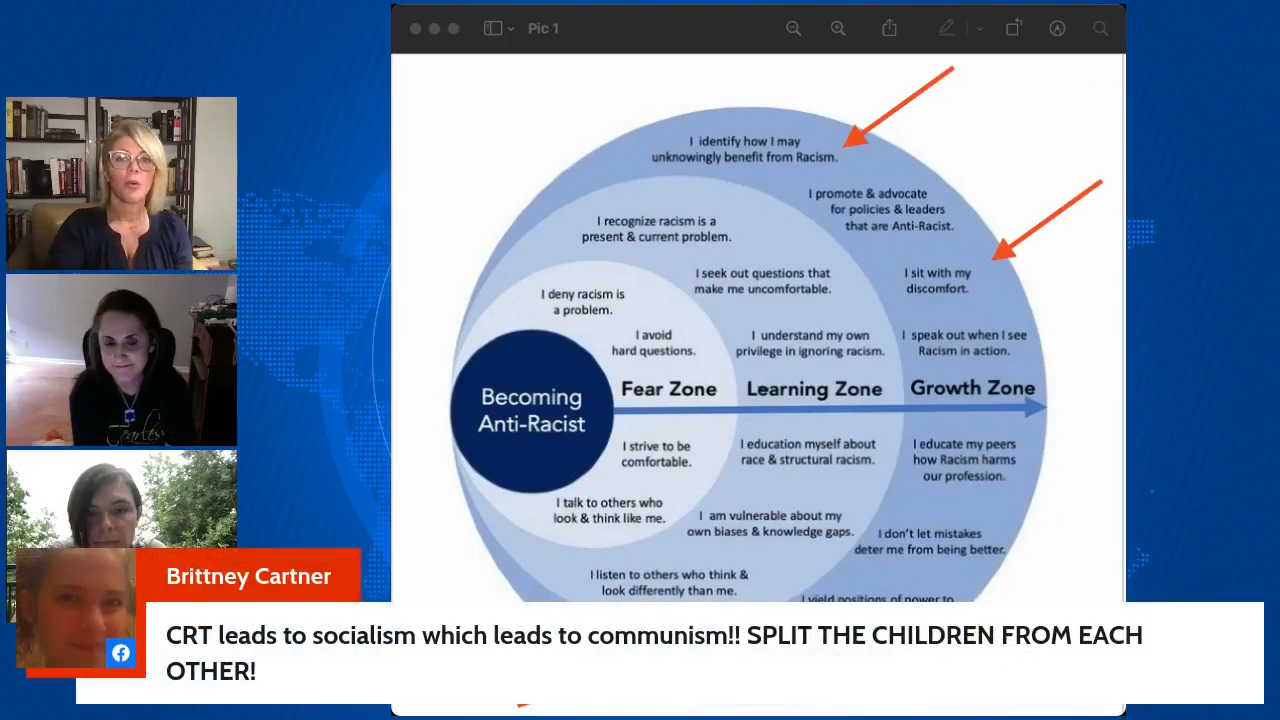 Pic 1
I identify how I may
unknowingly benefit from Racism.
I promote & advocate
for policies & leaders
that are Anti-Racist.
I recognize racism is a
present & current problem.
I seek out questions that
make me uncomfortable.
I sit with my
discomfort.
I deny racism is
a problem.
I avoid
hard questions.
I understand my own
privilege in ignoring racism.
I speak out when I see
Racism in action.
Becoming
Anti-Racist
Fear Zone
Learning Zone
Growth Zone
I strive to be
comfortable.
I education myself about
race & structural racism.
I educate my peers
how Racism harms
our profession.
I talk to others who
look & think like me.
I am vulnerable about my
own biases & knowledge gaps.
I don't let mistakes
deter me from being better.
I listen to others who think &
look differently than me.
I yield positions of power to
Fearless
Brittney Cartner
CRT leads to socialism which leads to communism!! SPLIT THE CHILDREN FROM EACH
OTHER!